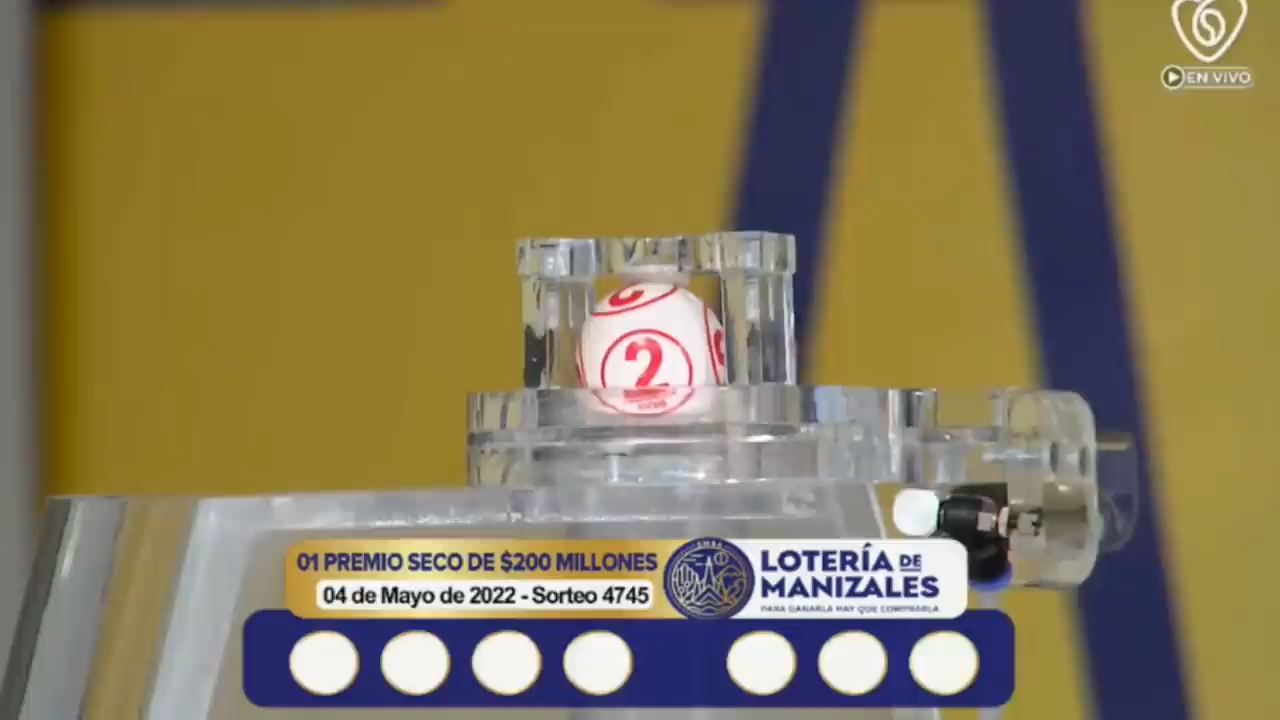 EN VIVO
2
01 PREMIO SECO DE $200 MILLONES
04 de Mayo de 2022 - Sorteo 4745
LOTERÍA DE
MANIZALES
PARA GANARLA HAY QUE COMPRARLA